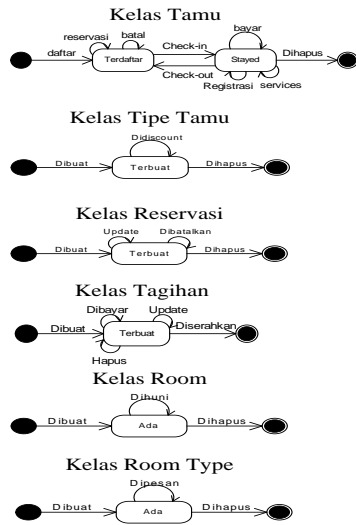 Kelas Tamu
reservasi batal bayar
daftar Terdaftar Check-in Stayed Dihapus
Check-out
Registrasi services
Kelas Tipe Tamu
Didiscount
Dibuat Terbuat Dihapus
Kelas Reservasi
Update Dibatalkan
Dibuat Terbuat Dihapus
Kelas Tagihan
Dibayar Update
Dibuat Terbuat Diserahkan
Hapus
Kelas Room
Dihuni
Dibuat Ada Dihapus
Kelas Room Type
Dipesan
Dibuat Ada Dihapus